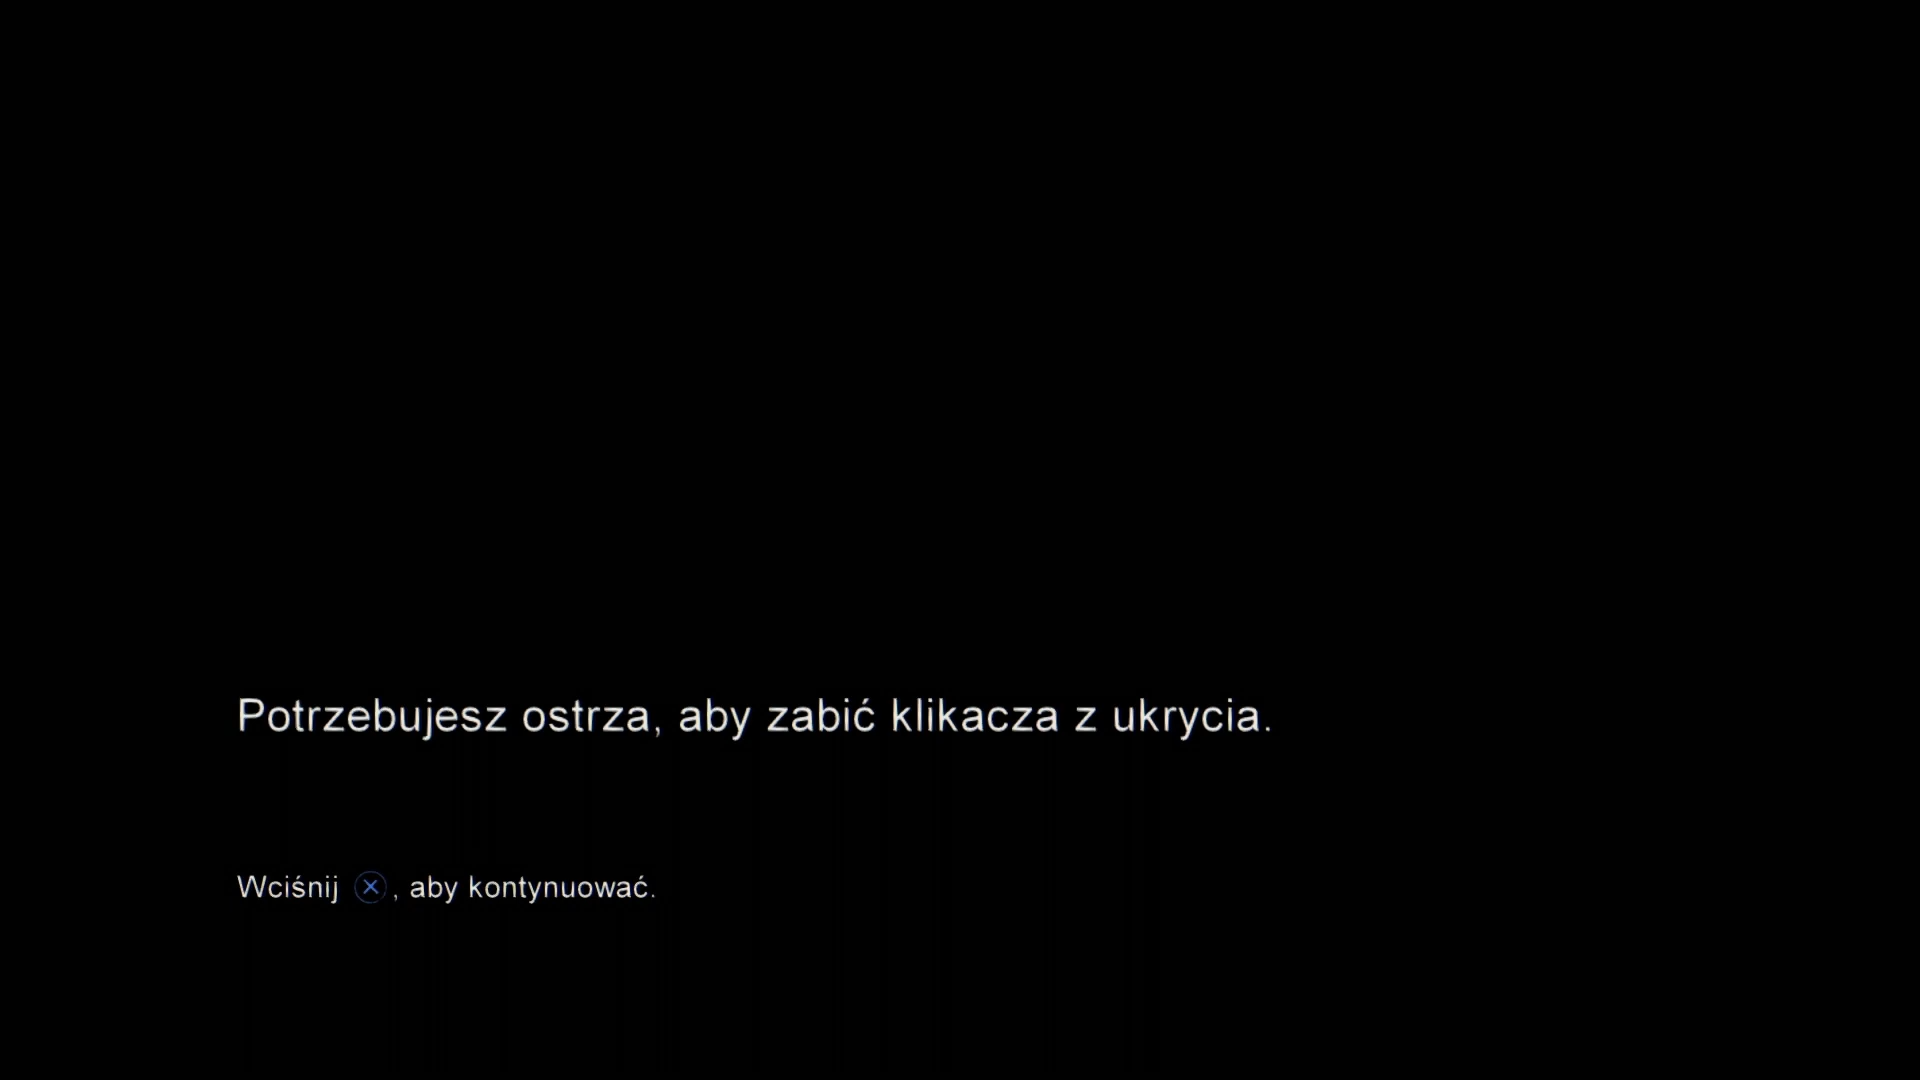 Potrzebujesz ostrza, aby zabić klikacza z ukrycia.
Wciśnij ⓧ, aby kontynuować.